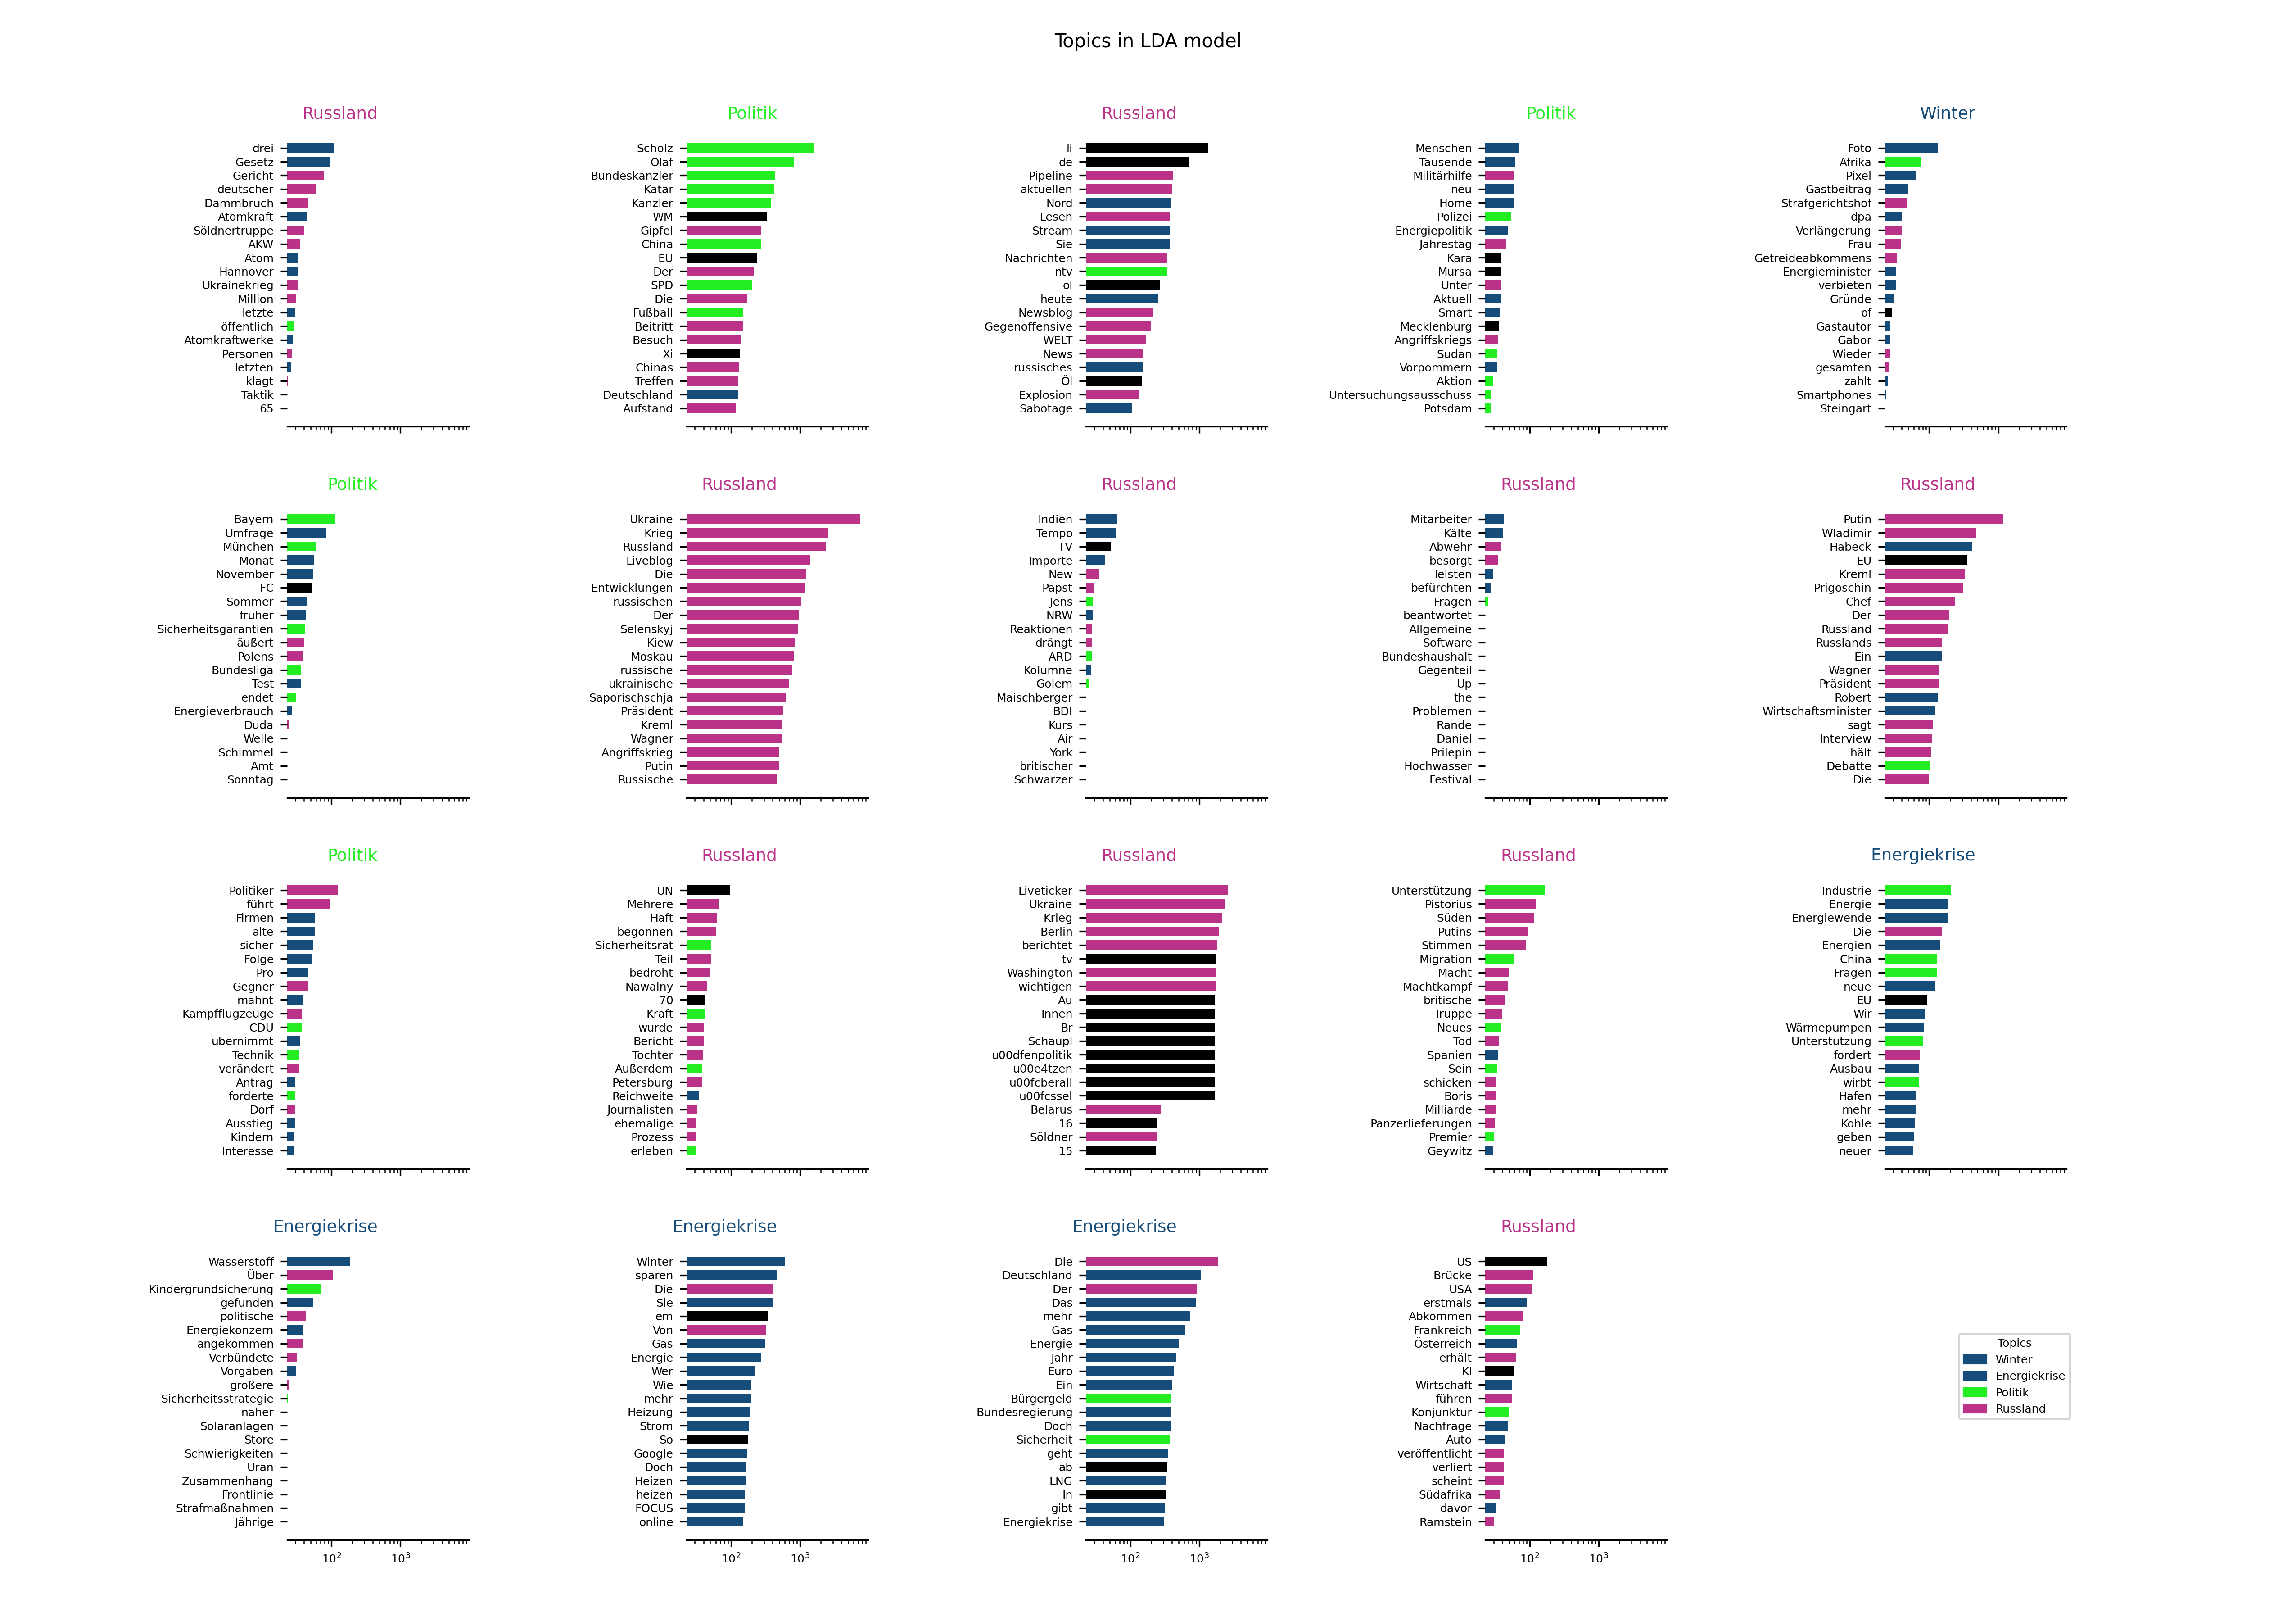 Topics in LDA model
Russland
drei
Gesetz
Gericht
deutscher
Dammbruch
Atomkraft
Söldnertruppe
AKW
Atom
Hannover
Ukrainekrieg
Million
letzte
öffentlich
Atomkraftwerke
Personen
letzten
klagt
Taktik
65
Politik
Scholz
Olaf
Bundeskanzler
Katar
Kanzler
WM
Gipfel
China
EU
Der
SPD
Die
Fußball
Beitritt
Besuch
Xi
Chinas
Treffen
Deutschland
Aufstand
Russland
li
de
Pipeline
aktuellen
Nord
Lesen
Stream
Sie
Nachrichten
ntv
ol
heute
Newsblog
Gegenoffensive
WELT
News
russisches
Öl
Explosion
Sabotage
Politik
Menschen
Tausende
Militärhilfe
neu
Home
Polizei
Energiepolitik
Jahrestag
Kara
Mursa
Unter
Aktuell
Smart
Mecklenburg
Angriffskriegs
Sudan
Vorpommern
Aktion
Untersuchungsausschuss
Potsdam
Winter
Foto
Afrika
Pixel
Gastbeitrag
Strafgerichtshof
dpa
Verlängerung
Frau
Getreideabkommens
Energieminister
verbieten
Gründe
of
Gastautor
Gabor
Wieder
gesamten
zahlt
Smartphones
Steingart
Politik
Bayern
Umfrage
München
Monat
November
FC
Sommer
früher
Sicherheitsgarantien
äußert
Polens
Bundesliga
Test
endet
Energieverbrauch
Duda
Welle
Schimmel
Amt
Sonntag
Russland
Ukraine
Krieg
Russland
Liveblog
Die
Entwicklungen
russischen
Der
Selenskyj
Kiew
Moskau
russische
ukrainische
Saporischschja
Präsident
Kreml
Wagner
Angriffskrieg
Putin
Russische
Russland
Indien
Tempo
TV
Importe
New
Papst
Jens
NRW
Reaktionen
drängt
ARD
Kolumne
Golem
Maischberger
BDI
Kurs
Air
York
britischer
Schwarzer
Russland
Mitarbeiter
Kälte
Abwehr
besorgt
leisten
befürchten
Fragen
beantwortet
Allgemeine
Software
Bundeshaushalt
Gegenteil
Up
the
Problemen
Rande
Daniel
Prilepin
Hochwasser
Festival
Russland
Putin
Wladimir
Habeck
EU
Kreml
Prigoschin
Chef
Der
Russland
Russlands
Ein
Wagner
Präsident
Robert
Wirtschaftsminister
sagt
Interview
hält
Debatte
Die
Politik
Politiker
führt
Firmen
alte
sicher
Folge
Pro
Gegner
mahnt
Kampfflugzeuge
CDU
übernimmt
Technik
verändert
Antrag
forderte
Dorf
Ausstieg
Kindern
Interesse
Russland
UN
Mehrere
Haft
begonnen
Sicherheitsrat
Teil
bedroht
Nawalny
70
Kraft
wurde
Bericht
Tochter
Außerdem
Petersburg
Reichweite
Journalisten
ehemalige
Prozess
erleben
Russland
Liveticker
Ukraine
Krieg
Berlin
berichtet
tv
Washington
wichtigen
Au
Innen
Br
Schaupl
u00dfenpolitik
u00e4tzen
u00fcberall
u00fcssel
Belarus
16
Söldner
15
Russland
Unterstützung
Pistorius
Süden
Putins
Stimmen
Migration
Macht
Machtkampf
britische
Truppe
Neues
Tod
Spanien
Sein
schicken
Boris
Milliarde
Panzerlieferungen
Premier
Geywitz
Energiekrise
Industrie
Energie
Energiewende
Die
Energien
China
Fragen
neue
EU
Wir
Wärmepumpen
Unterstützung
fordert
Ausbau
wirbt
Hafen
mehr
Kohle
geben
neuer
Energiekrise
Wasserstoff
Über
Kindergrundsicherung
gefunden
politische
Energiekonzern
angekommen
Verbündete
Vorgaben
größere
Sicherheitsstrategie
näher
Solaranlagen
Store
Schwierigkeiten
Uran
Zusammenhang
Frontlinie
Strafmaßnahmen
Jährige
10² 10³
Energiekrise
Winter
sparen
Die
Sie
em
Von
Gas
Energie
Wer
Wie
mehr
Heizung
Strom
So
Google
Doch
Heizen
heizen
FOCUS
online
10² 10³
Energiekrise
Die
Deutschland
Der
Das
mehr
Gas
Energie
Jahr
Euro
Ein
Bürgergeld
Bundesregierung
Doch
Sicherheit
geht
ab
LNG
In
gibt
Energiekrise
10² 10³
Russland
US
Brücke
USA
erstmals
Abkommen
Frankreich
Österreich
erhält
KI
Wirtschaft
führen
Konjunktur
Nachfrage
Auto
veröffentlicht
verliert
scheint
Südafrika
davor
Ramstein
10² 10³
Topics
Winter
Energiekrise
Politik
Russland